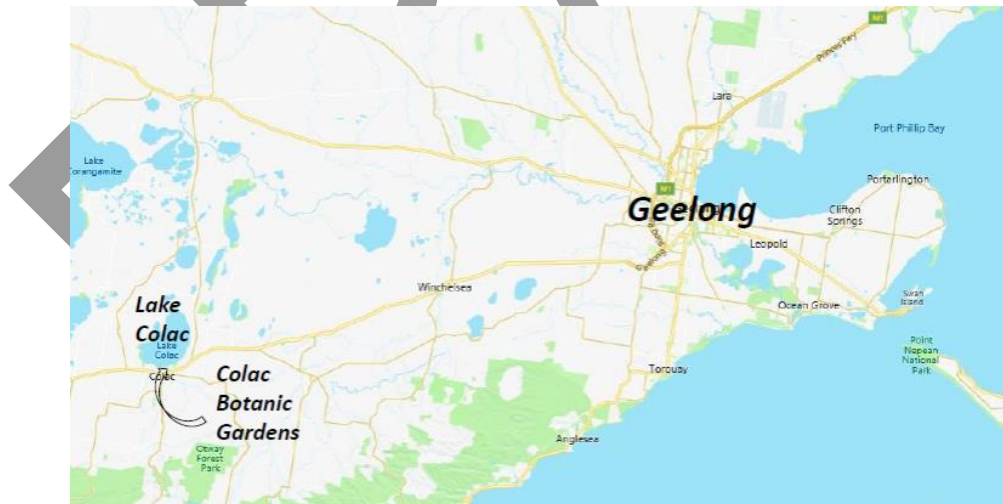 M1
Princes Fwy
Lara
Port Phillip Bay
Lake
Corangamite
Portarlington
M1
Geelong
Clifton
Springs
Leopold
Geelong
Winchelsea
Swan
Island
Ocean Grove
Lake
Colac
Lake
Colac
Point
Nepean
National
Park
Torquay
Colac
Colac
Botanic
Gardens
Anglesea
Otway
Forest
Park